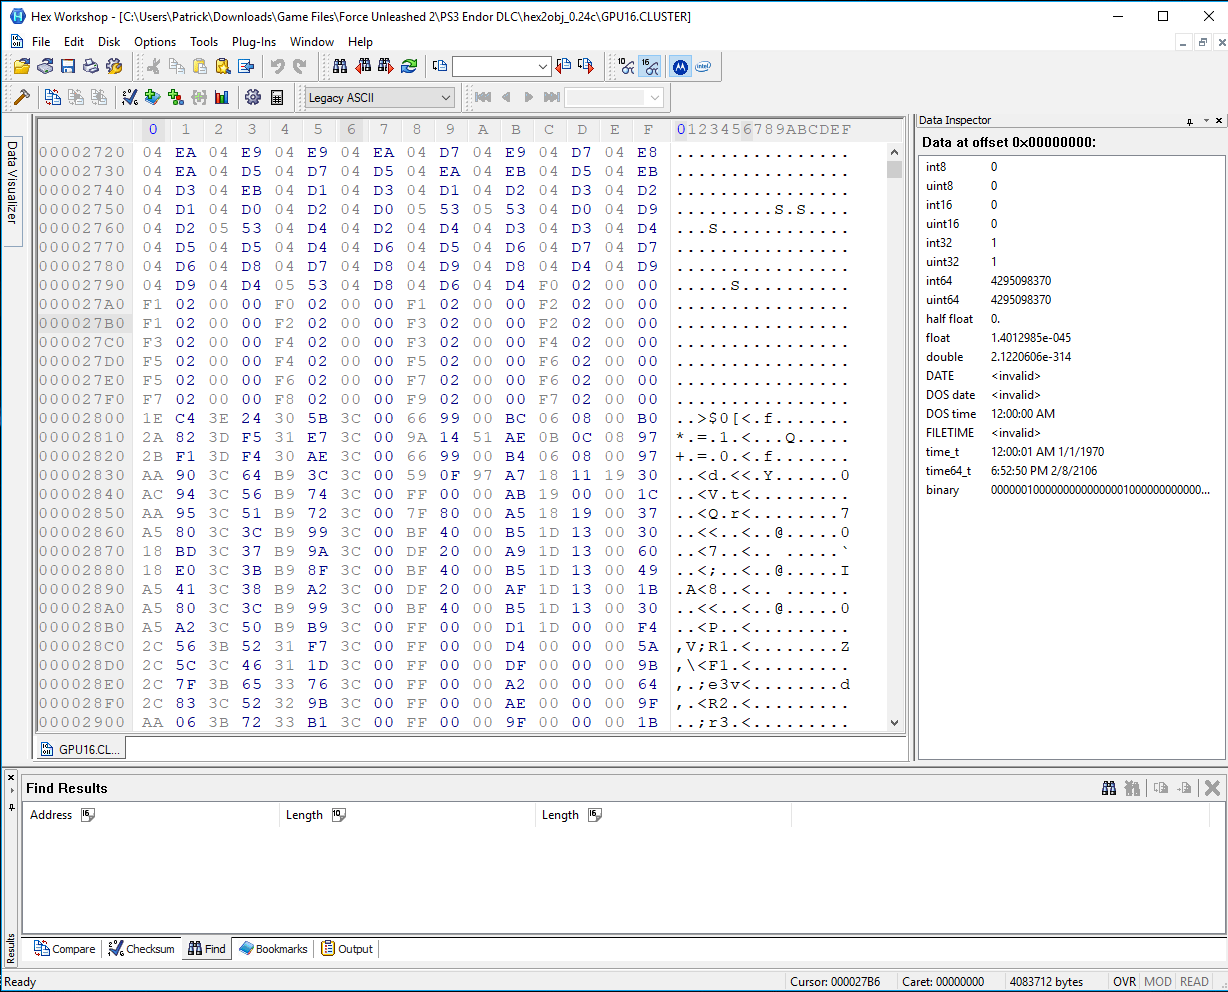 Hex Workshop - [C:\Users\Patrick\Downloads\Game Files\Force Unleashed 2\PS3 Endor DLC\hex2obj_0.24c\GPU16.CLUSTER]
File Edit Disk Options Tools Plug-Ins Window Help
Legacy ASCII
Data Visualizer
0 1 2 3 4 5 6 7 8 9 A B C D E F 0123456789ABCDEF
00002720 04 EA 04 E9 04 E9 04 EA 04 D7 04 E9 04 D7 04 E8 ................
00002730 04 EA 04 D5 04 D7 04 D5 04 EA 04 EB 04 D5 04 EB ................
00002740 04 D3 04 EB 04 D1 04 D3 04 D1 04 D2 04 D3 04 D2 ................
00002750 04 D1 04 D0 04 D2 04 D0 05 53 05 53 04 D0 04 D9 .........S.S....
00002760 04 D2 05 53 04 D4 04 D2 04 D4 04 D3 04 D3 04 D4 ...S............
00002770 04 D5 04 D5 04 D4 04 D6 04 D5 04 D6 04 D7 04 D7 ................
00002780 04 D6 04 D8 04 D7 04 D8 04 D9 04 D8 04 D4 04 D9 ................
00002790 04 D9 04 D4 05 53 04 D8 04 D6 04 D4 F0 02 00 00 .....S..........
000027A0 F1 02 00 00 F0 02 00 00 F1 02 00 00 F2 02 00 00 ................
000027B0 F1 02 00 00 F2 02 00 00 F3 02 00 00 F2 02 00 00 ................
000027C0 F3 02 00 00 F4 02 00 00 F3 02 00 00 F4 02 00 00 ................
000027D0 F5 02 00 00 F4 02 00 00 F5 02 00 00 F6 02 00 00 ................
000027E0 F5 02 00 00 F6 02 00 00 F7 02 00 00 F6 02 00 00 ................
000027F0 F7 02 00 00 F8 02 00 00 F9 02 00 00 F7 02 00 00 ................
00002800 1E C4 3E 24 30 5B 3C 00 66 99 00 BC 06 08 00 B0 ..>$0[<.f.......
00002810 2A 82 3D F5 31 E7 3C 00 9A 14 51 AE 0B 0C 08 97 *.=.1.<...Q.....
00002820 2B F1 3D F4 30 AE 3C 00 66 99 00 B4 06 08 00 97 +.=.0.<.f.......
00002830 AA 90 3C 64 B9 3C 3C 00 59 0F 97 A7 18 11 19 30 ..<d.<<.Y......0
00002840 AC 94 3C 56 B9 74 3C 00 FF 00 00 AB 19 00 00 1C ..<V.t<.........
00002850 AA 95 3C 51 B9 72 3C 00 7F 80 00 A5 18 19 00 37 ..<Q.r<........7
00002860 A5 80 3C 3C B9 99 3C 00 BF 40 00 B5 1D 13 00 30 ..<<..<..@.....0
00002870 18 BD 3C 37 B9 9A 3C 00 DF 20 00 A9 1D 13 00 60 ..<7..<.. .....`
00002880 18 E0 3C 3B B9 8F 3C 00 BF 40 00 B5 1D 13 00 49 ..<;..<..@.....I
00002890 A5 41 3C 38 B9 A2 3C 00 DF 20 00 AF 1D 13 00 1B .A<8..<.. ......
000028A0 A5 80 3C 3C B9 99 3C 00 BF 40 00 B5 1D 13 00 30 ..<<..<..@.....0
000028B0 A5 A2 3C 50 B9 B9 3C 00 FF 00 00 D1 1D 00 00 F4 ..<P..<.........
000028C0 2C 56 3B 52 31 F7 3C 00 FF 00 00 D4 00 00 00 5A ,V;R1.<........Z
000028D0 2C 5C 3C 46 31 1D 3C 00 FF 00 00 DF 00 00 00 9B ,\<F1.<.........
000028E0 2C 7F 3B 65 33 76 3C 00 FF 00 00 A2 00 00 00 64 ,.;e3v<........d
000028F0 2C 83 3C 52 32 9B 3C 00 FF 00 00 AE 00 00 00 9F ,.<R2.<.........
00002900 AA 06 3B 72 33 B1 3C 00 FF 00 00 9F 00 00 00 1B ..;r3.<.........
GPU16.CL...
Data Inspector
Data at offset 0x00000000:
int8 0
uint8 0
int16 0
uint16 0
int32 1
uint32 1
int64 4295098370
uint64 4295098370
half float 0.
float 1.4012985e-045
double 2.1220606e-314
DATE <invalid>
DOS date <invalid>
DOS time 12:00:00 AM
FILETIME <invalid>
time_t 12:00:01 AM 1/1/1970
time64_t 6:52:50 PM 2/8/2106
binary 00000010000000000000001000000000000...
Find Results
Address Length Length
Results
Compare Checksum Find Bookmarks Output
Ready Cursor: 000027B6 Caret: 00000000 4083712 bytes OVR MOD READ